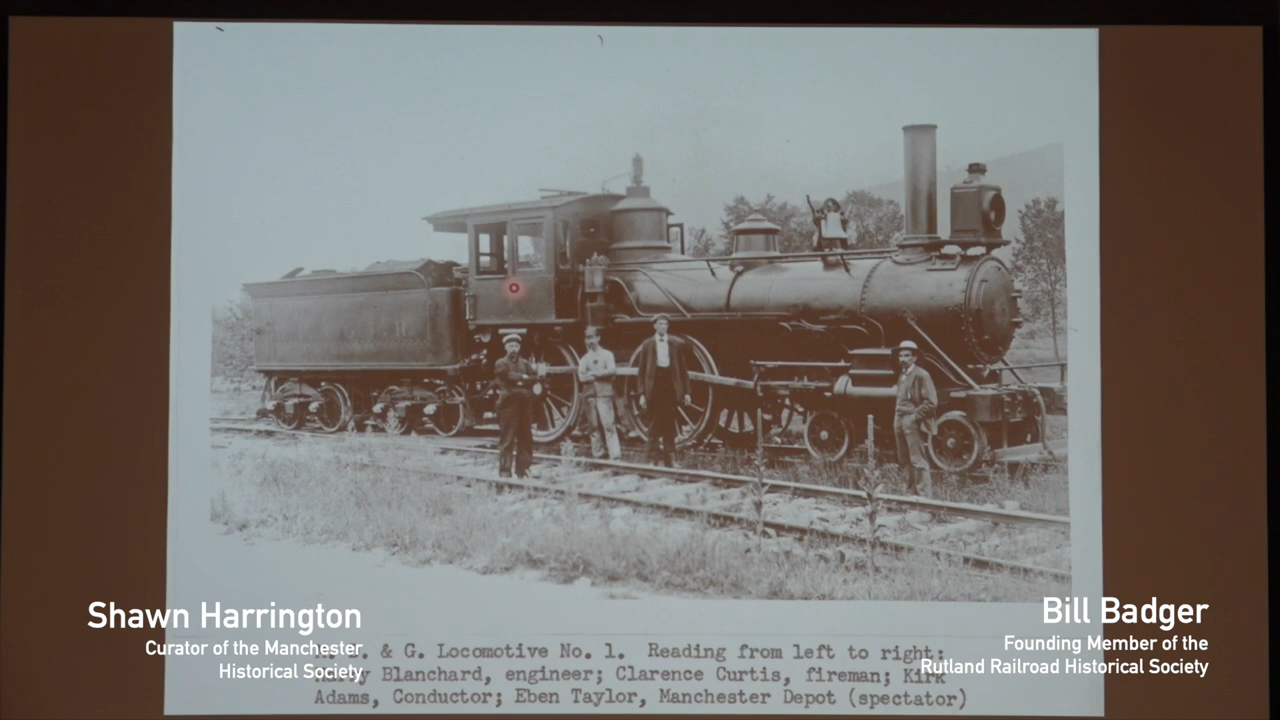 Shawn Harrington
Curator of the Manchester
Historical Society
Bill Badger
Founding Member of the
Rutland Railroad Historical Society
& G. Locomotive No. 1. Reading from left to right:
Blanchard, engineer; Clarence Curtis, fireman; Kirk
Adams, Conductor; Eben Taylor, Manchester Depot (spectator)